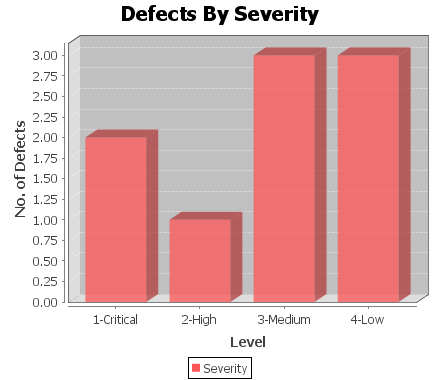 Defects By Severity
No. of Defects
3.00
2.75
2.50
2.25
2.00
1.75
1.50
1.25
1.00
0.75
0.50
0.25
0.00
1-Critical 2-High 3-Medium 4-Low
Level
Severity